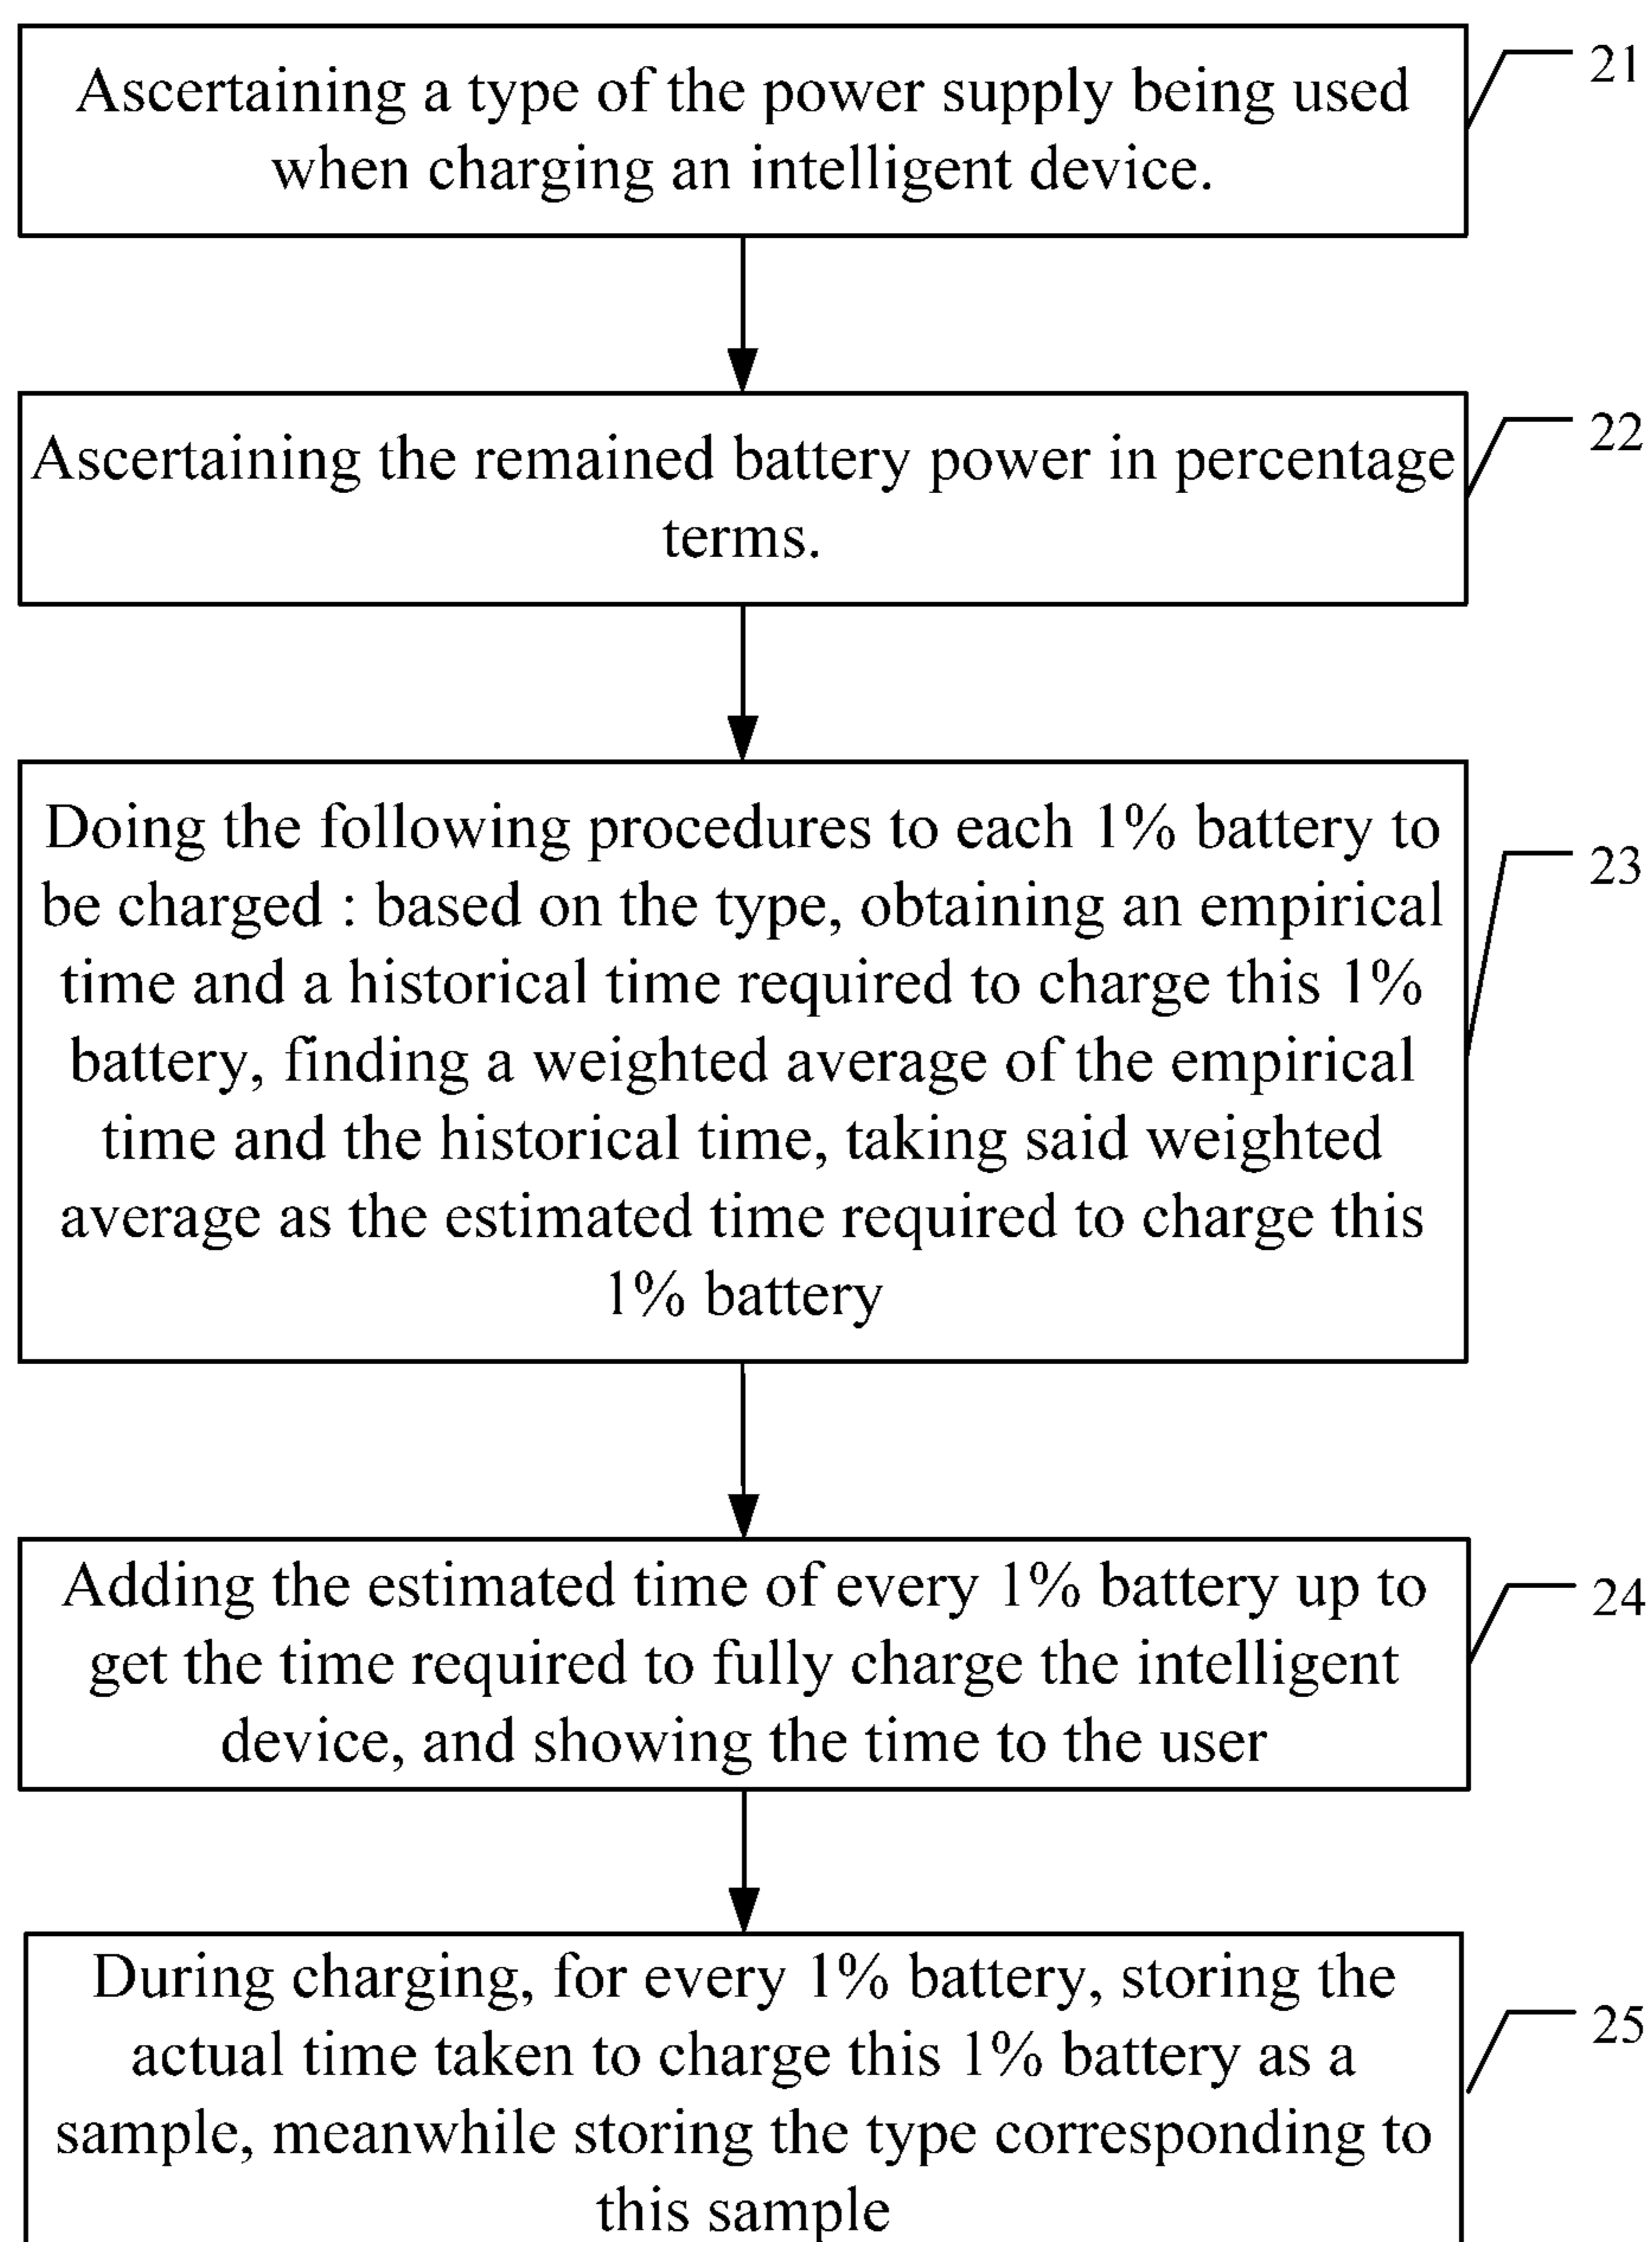 Ascertaining a type of the power supply being used
when charging an intelligent device.
21
Ascertaining the remained battery power in percentage
terms.
22
Doing the following procedures to each 1% battery to
be charged : based on the type, obtaining an empirical
time and a historical time required to charge this 1%
battery, finding a weighted average of the empirical
time and the historical time, taking said weighted
average as the estimated time required to charge this
1% battery
23
Adding the estimated time of every 1% battery up to
get the time required to fully charge the intelligent
device, and showing the time to the user
24
During charging, for every 1% battery, storing the
actual time taken to charge this 1% battery as a
sample, meanwhile storing the type corresponding to
this sample
25